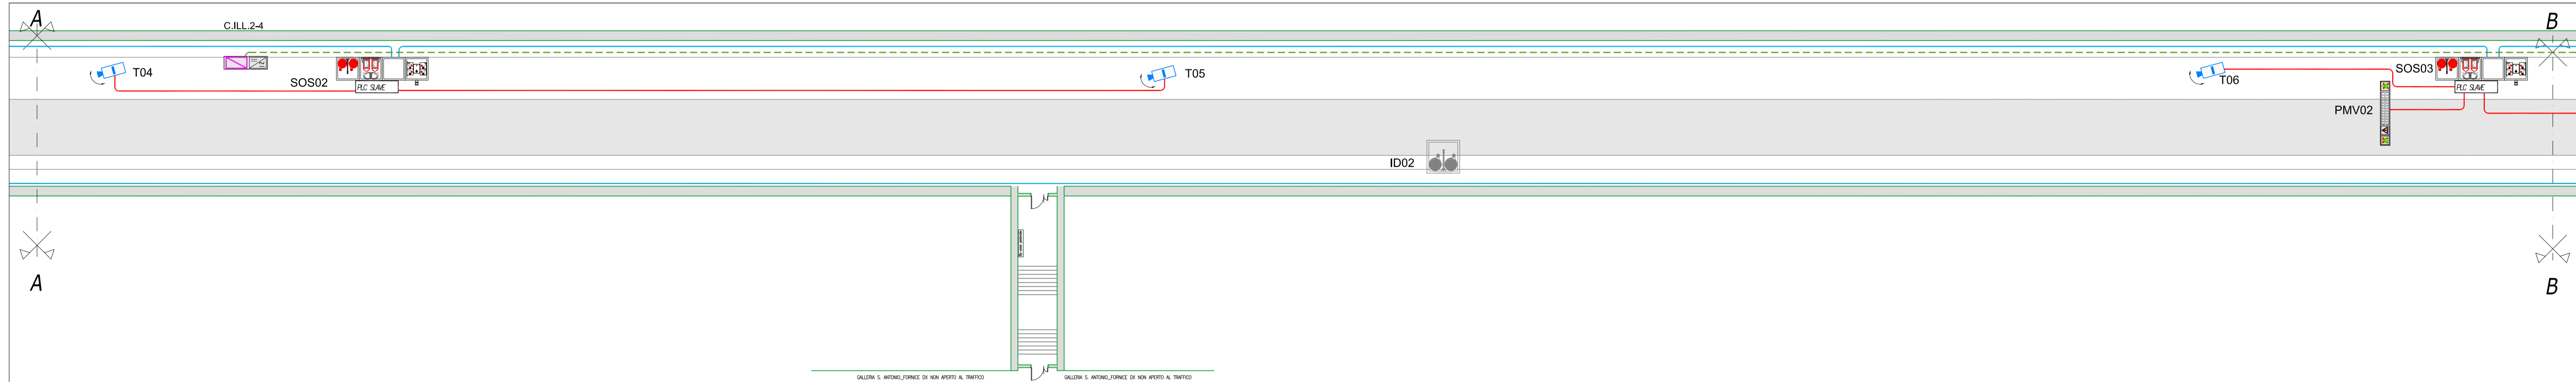 A
C.ILL.2-4
B
T04
SOS02
PLC SLAVE
T05
T06
SOS03
PLC SLAVE
PMV02
ID02
A
B
GALLERIA S. ANTONIO_FORNICE DX NON APERTO AL TRAFFICO
GALLERIA S. ANTONIO_FORNICE DX NON APERTO AL TRAFFICO